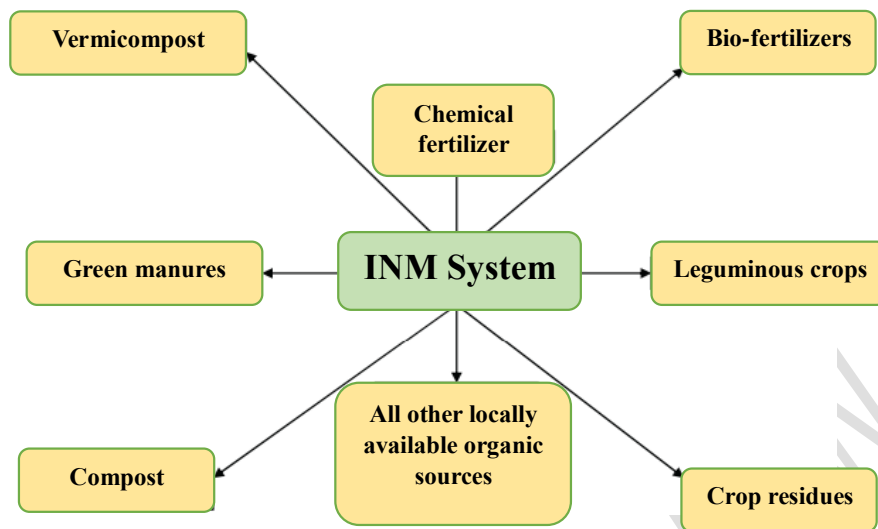 Vermicompost
Bio-fertilizers
Chemical
fertilizer
Green manures
INM System
Leguminous crops
All other locally
available organic
sources
Compost
Crop residues